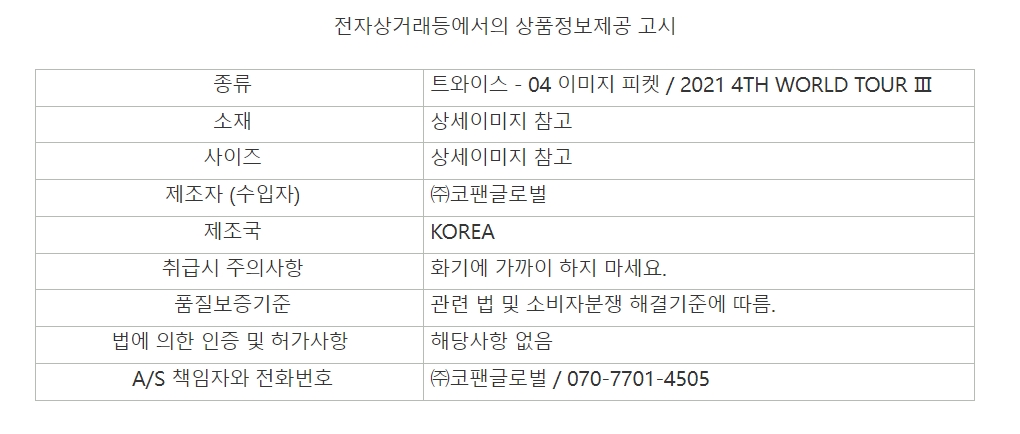 전자상거래등에서의 상품정보제공 고시
종류 트와이스 - 04 이미지 피켓 / 2021 4TH WORLD TOUR Ⅲ
소재 상세이미지 참고
사이즈 상세이미지 참고
제조자 (수입자) ㈜코팬글로벌
제조국 KOREA
취급시 주의사항 화기에 가까이 하지 마세요.
품질보증기준 관련 법 및 소비자분쟁 해결기준에 따름.
법에 의한 인증 및 허가사항 해당사항 없음
A/S 책임자와 전화번호 ㈜코팬글로벌 / 070-7701-4505